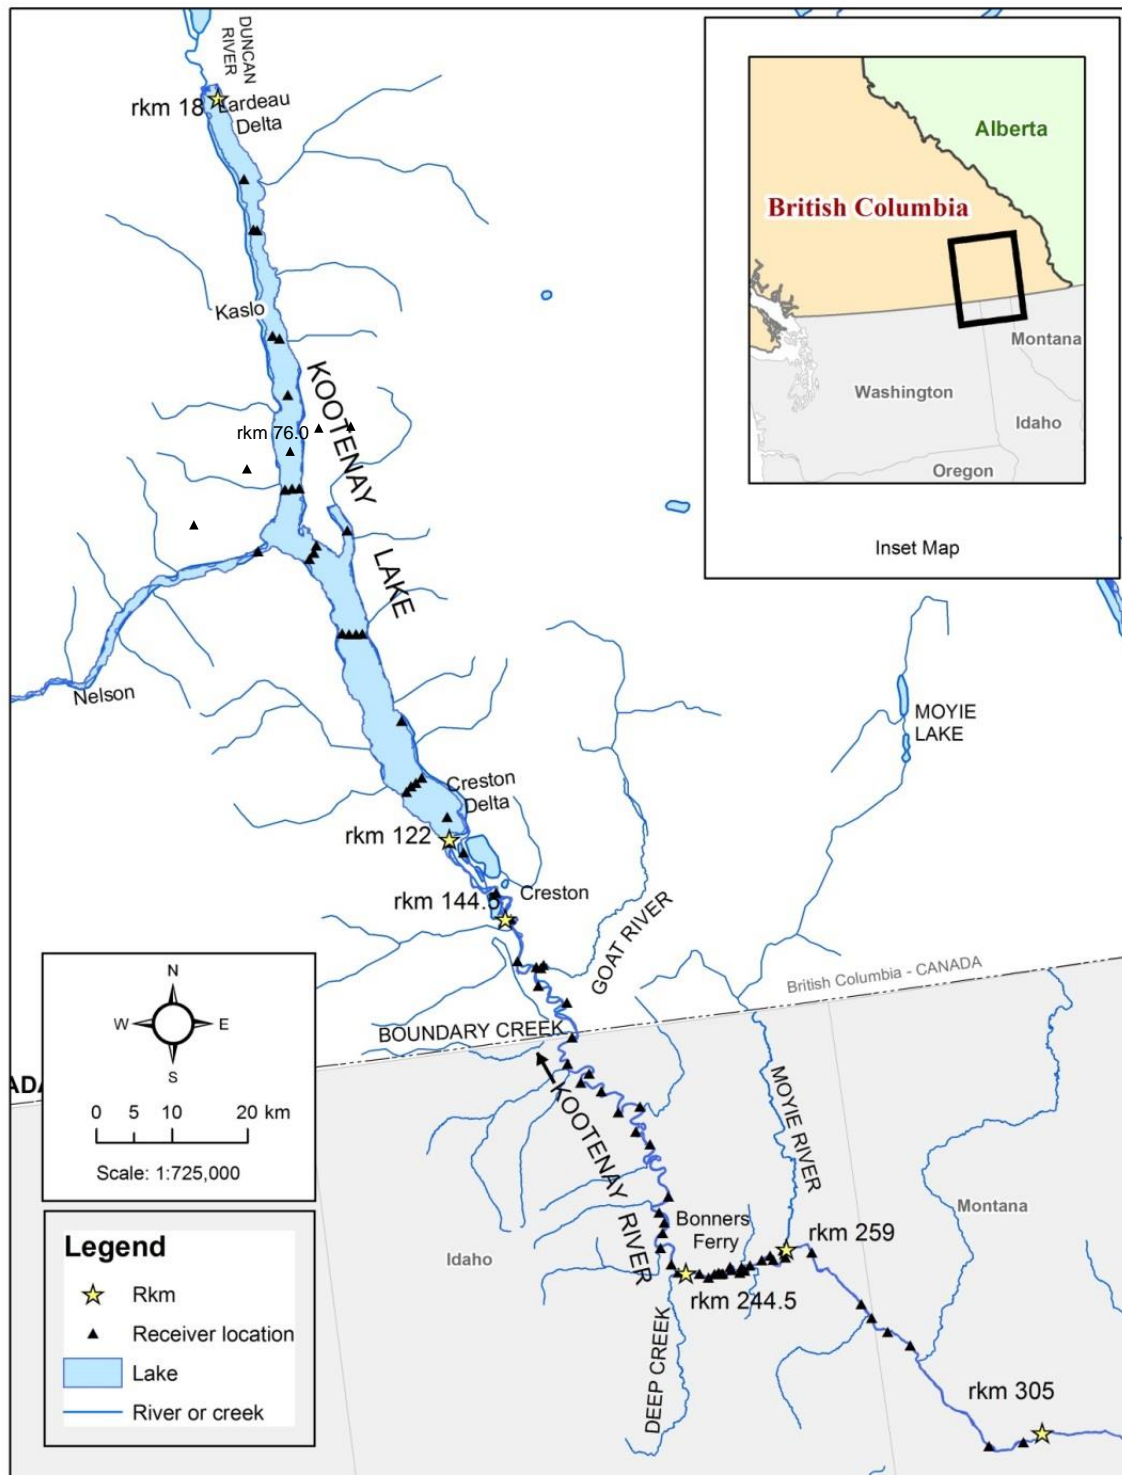 DUNCAN
RIVER
rkm 18
Lardeau
Delta
Kaslo
KOOTENAY
LAKE
rkm 76.0
Nelson
Creston
Delta
rkm 122
rkm 144.5
Creston
GOAT RIVER
MOYIE
LAKE
British Columbia - CANADA
BOUNDARY CREEK
KOOTENAY RIVER
MOYIE RIVER
Bonners
Ferry
rkm 259
rkm 244.5
DEEP CREEK
Idaho
Montana
rkm 305
Alberta
British Columbia
Montana
Washington
Idaho
Oregon
Inset Map
N
W
E
S
0 5 10 20 km
Scale: 1:725,000
Legend
Rkm
Receiver location
Lake
River or creek